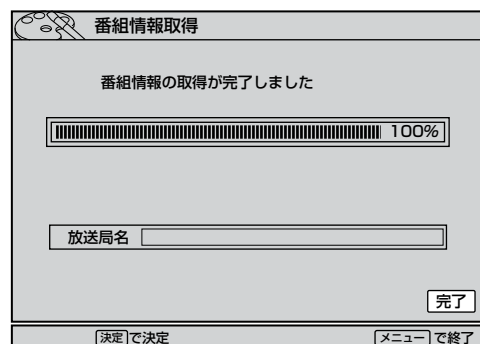 番組情報取得
番組情報の取得が完了しました
100%
放送局名
完了
決定で決定
メニューで終了